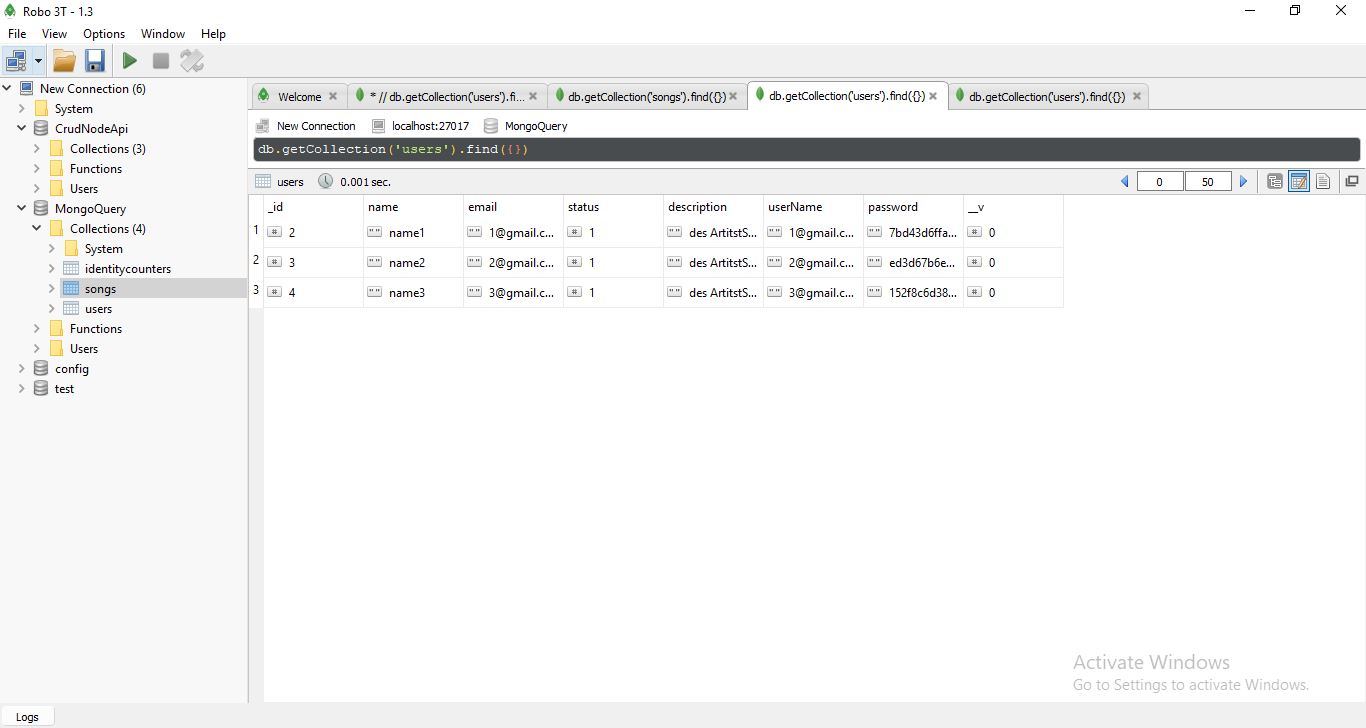 Robo 3T - 1.3
File View Options Window Help
New Connection (6)
System
CrudNodeApi
Collections (3)
Functions
Users
MongoQuery
Collections (4)
System
identitycounters
songs
users
Functions
Users
config
test
Welcome * // db.getCollection('users').fi... db.getCollection('songs').find({}) db.getCollection('users').find({}) db.getCollection('users').find({})
New Connection localhost:27017 MongoQuery
db.getCollection('users').find({})
users 0.001 sec. 0 50
_id name email status description userName password __v
1 # 2 "" name1 "" 1@gmail.c... # 1 "" des ArtitstS... "" 1@gmail.c... "" 7bd43d6ffa... # 0
2 # 3 "" name2 "" 2@gmail.c... # 1 "" des ArtitstS... "" 2@gmail.c... "" ed3d67b6e... # 0
3 # 4 "" name3 "" 3@gmail.c... # 1 "" des ArtitstS... "" 3@gmail.c... "" 152f8c6d38... # 0
Activate Windows
Go to Settings to activate Windows.
Logs